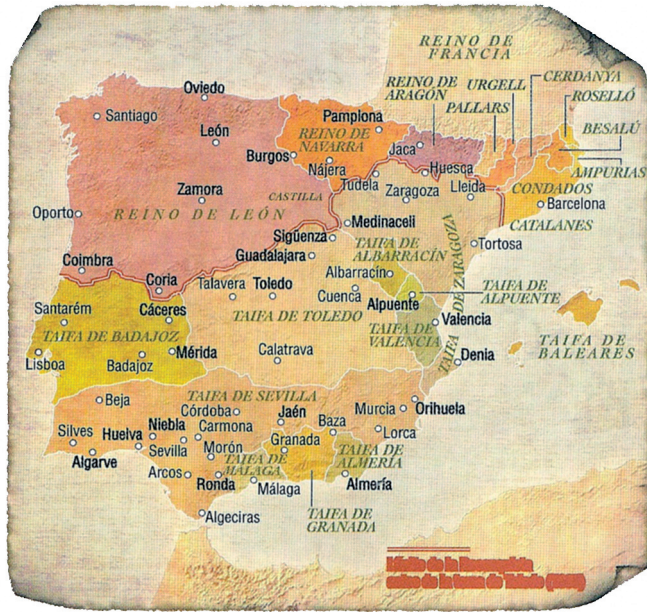 REINO DE
FRANCIA
CERDANYA
REINO DE
ARAGÓN
URGELL
PALLARS
ROSELLÓ
BESALÚ
AMPURIAS
CONDADOS
CATALANES
Oviedo
Santiago
León
Pamplona
REINO DE
NAVARRA
Burgos
Nájera
Jaca
Huesca
Tudela
Zaragoza
Lleida
Barcelona
Zamora
CASTILLA
REINO DE LEÓN
Oporto
Medinaceli
Sigüenza
Guadalajara
TAIFA DE
ALBARRACÍN
Tortosa
TAIFA DE ZARAGOZA
Coimbra
Coria
Talavera
Toledo
Albarracín
Cuenca
Alpuente
TAIFA DE
ALPUENTE
Santarém
Cáceres
TAIFA DE TOLEDO
TAIFA DE
VALENCIA
Valencia
TAIFA DE BADAJOZ
TAIFA DE
BALEARES
Lisboa
Badajoz
Mérida
Calatrava
Denia
Beja
TAIFA DE SEVILLA
Córdoba
Jaén
Murcia
Orihuela
Silves
Huelva
Niebla
Carmona
Baza
Lorca
Algarve
Sevilla
Morón
Granada
TAIFA DE
MÁLAGA
TAIFA DE
ALMERÍA
Arcos
Ronda
Málaga
Almería
TAIFA DE
GRANADA
Algeciras